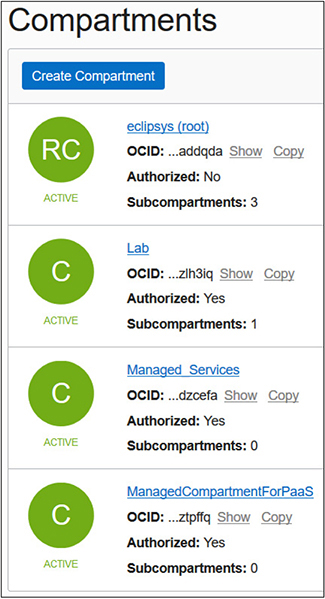 Compartments
Create Compartment
RC
ACTIVE
eclipsys (root)
OCID: ...addqda Show Copy
Authorized: No
Subcompartments: 3
C
ACTIVE
Lab
OCID: ...zlh3iq Show Copy
Authorized: Yes
Subcompartments: 1
C
ACTIVE
Managed_Services
OCID: ...dzcefa Show Copy
Authorized: Yes
Subcompartments: 0
C
ACTIVE
ManagedCompartmentForPaaS
OCID: ...ztpffq Show Copy
Authorized: Yes
Subcompartments: 0